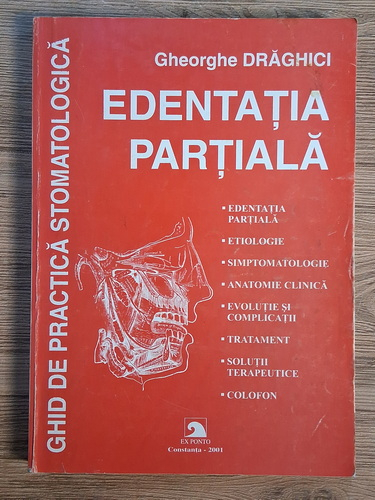 GHID DE PRACTICĂ STOMATOLOGICĂ
Gheorghe DRĂGHICI
EDENTAȚIA
PARȚIALĂ
▪ EDENTAȚIA
PARȚIALĂ
▪ ETIOLOGIE
▪ SIMPTOMATOLOGIE
▪ ANATOMIE CLINICĂ
▪ EVOLUȚIE ȘI
COMPLICAȚII
▪ TRATAMENT
▪ SOLUȚII
TERAPEUTICE
▪ COLOFON
EX PONTO
Constanța - 2001